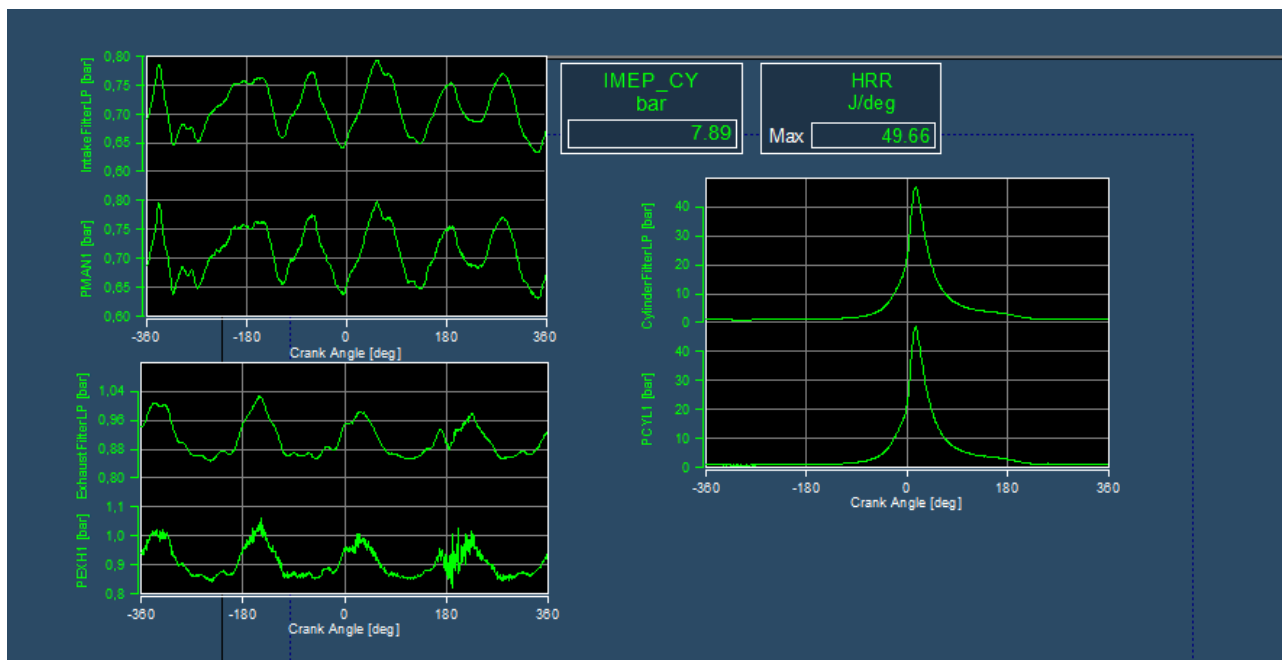 IntakeFilterLP [bar]
0,80
0,75
0,70
0,65
0,60
PMAN1 [bar]
0,80
0,75
0,70
0,65
0,60
-360 -180 0 180 360
Crank Angle [deg]
ExhaustFilterLP [bar]
1,04
0,96
0,88
0,80
PEXH1 [bar]
1,1
1,0
0,9
0,8
-360 -180 0 180 360
Crank Angle [deg]
IMEP_CY
bar
7.89
HRR
J/deg
Max 49.66
CylinderFilterLP [bar]
40
30
20
10
0
PCYL1 [bar]
40
30
20
10
0
-360 -180 0 180 360
Crank Angle [deg]